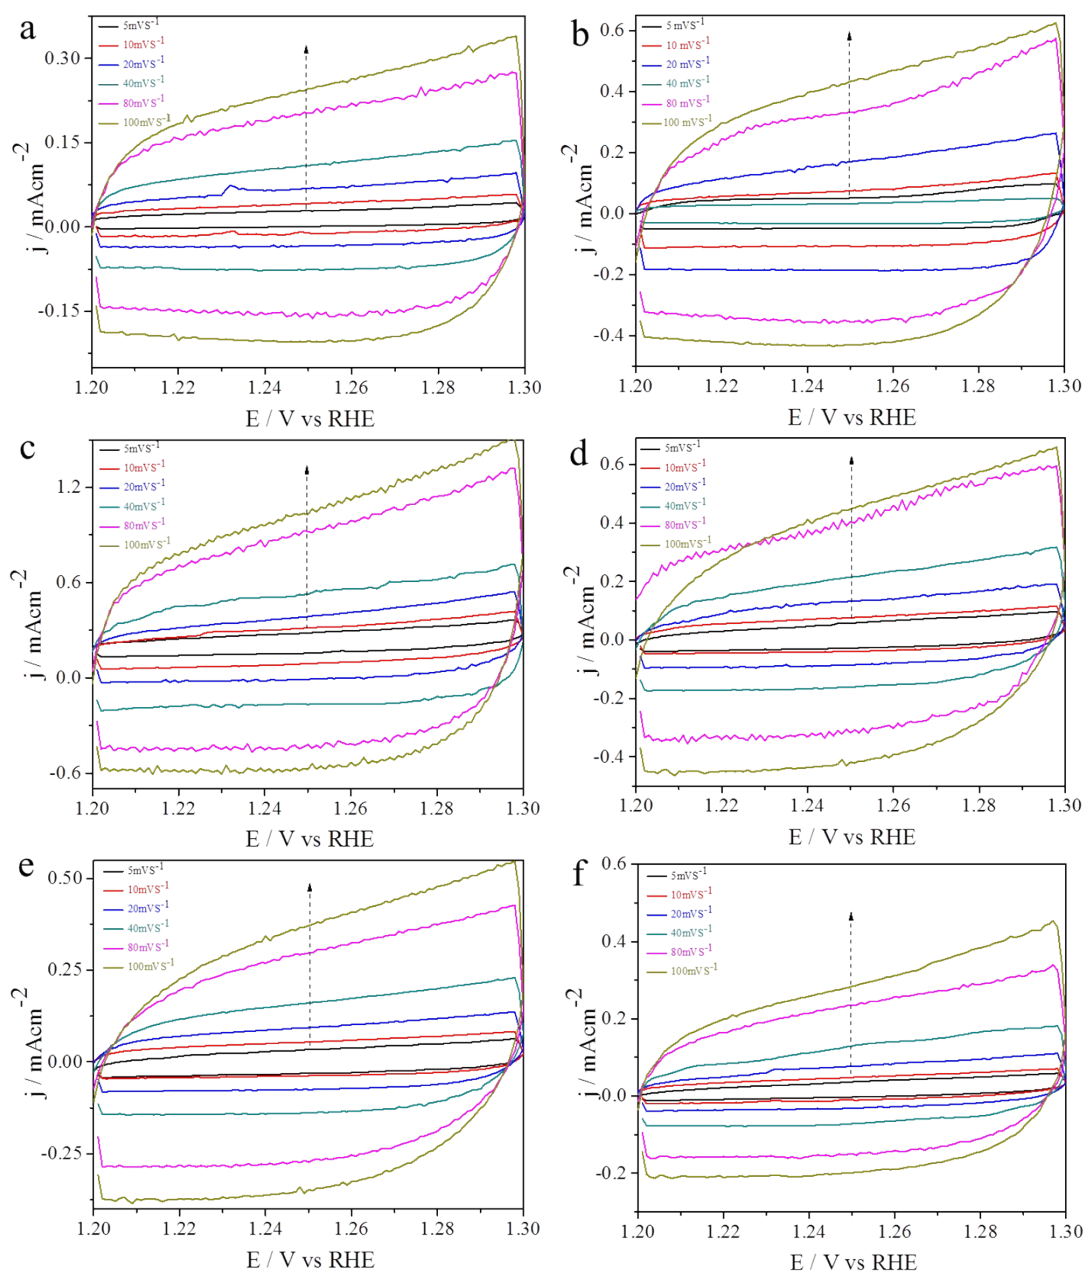 a
5mVS⁻¹
10mVS⁻¹
20mVS⁻¹
40mVS⁻¹
80mVS⁻¹
100mVS⁻¹
0.30
0.15
0.00
-0.15
j / mAcm⁻²
1.20 1.22 1.24 1.26 1.28 1.30
E / V vs RHE
b
5 mVS⁻¹
10 mVS⁻¹
20 mVS⁻¹
40 mVS⁻¹
80 mVS⁻¹
100 mVS⁻¹
0.6
0.4
0.2
0.0
-0.2
-0.4
j / mAcm⁻²
1.20 1.22 1.24 1.26 1.28 1.30
E / V vs RHE
c
5mVS⁻¹
10mVS⁻¹
20mVS⁻¹
40mVS⁻¹
80mVS⁻¹
100mVS⁻¹
1.2
0.6
0.0
-0.6
j / mAcm⁻²
1.20 1.22 1.24 1.26 1.28 1.30
E / V vs RHE
d
5mVS⁻¹
10mVS⁻¹
20mVS⁻¹
40mVS⁻¹
80mVS⁻¹
100mVS⁻¹
0.6
0.4
0.2
0.0
-0.2
-0.4
j / mAcm⁻²
1.20 1.22 1.24 1.26 1.28 1.30
E / V vs RHE
e
5mVS⁻¹
10mVS⁻¹
20mVS⁻¹
40mVS⁻¹
80mVS⁻¹
100mVS⁻¹
0.50
0.25
0.00
-0.25
j / mAcm⁻²
1.20 1.22 1.24 1.26 1.28 1.30
E / V vs RHE
f
5mVS⁻¹
10mVS⁻¹
20mVS⁻¹
40mVS⁻¹
80mVS⁻¹
100mVS⁻¹
0.6
0.4
0.2
0.0
-0.2
j / mAcm⁻²
1.20 1.22 1.24 1.26 1.28 1.30
E / V vs RHE